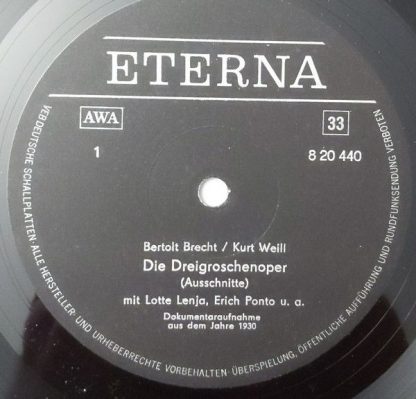 ETERNA
AWA
33
1
8 20 440
Bertolt Brecht / Kurt Weill
Die Dreigroschenoper
(Ausschnitte)
mit Lotte Lenja, Erich Ponto u. a.
Dokumentaraufnahme
aus dem Jahre 1930
VEB DEUTSCHE SCHALLPLATTEN · ALLE HERSTELLER- UND URHEBERRECHTE VORBEHALTEN · ÜBERSPIELUNG, ÖFFENTLICHE AUFFÜHRUNG UND RUNDFUNKSENDUNG VERBOTEN